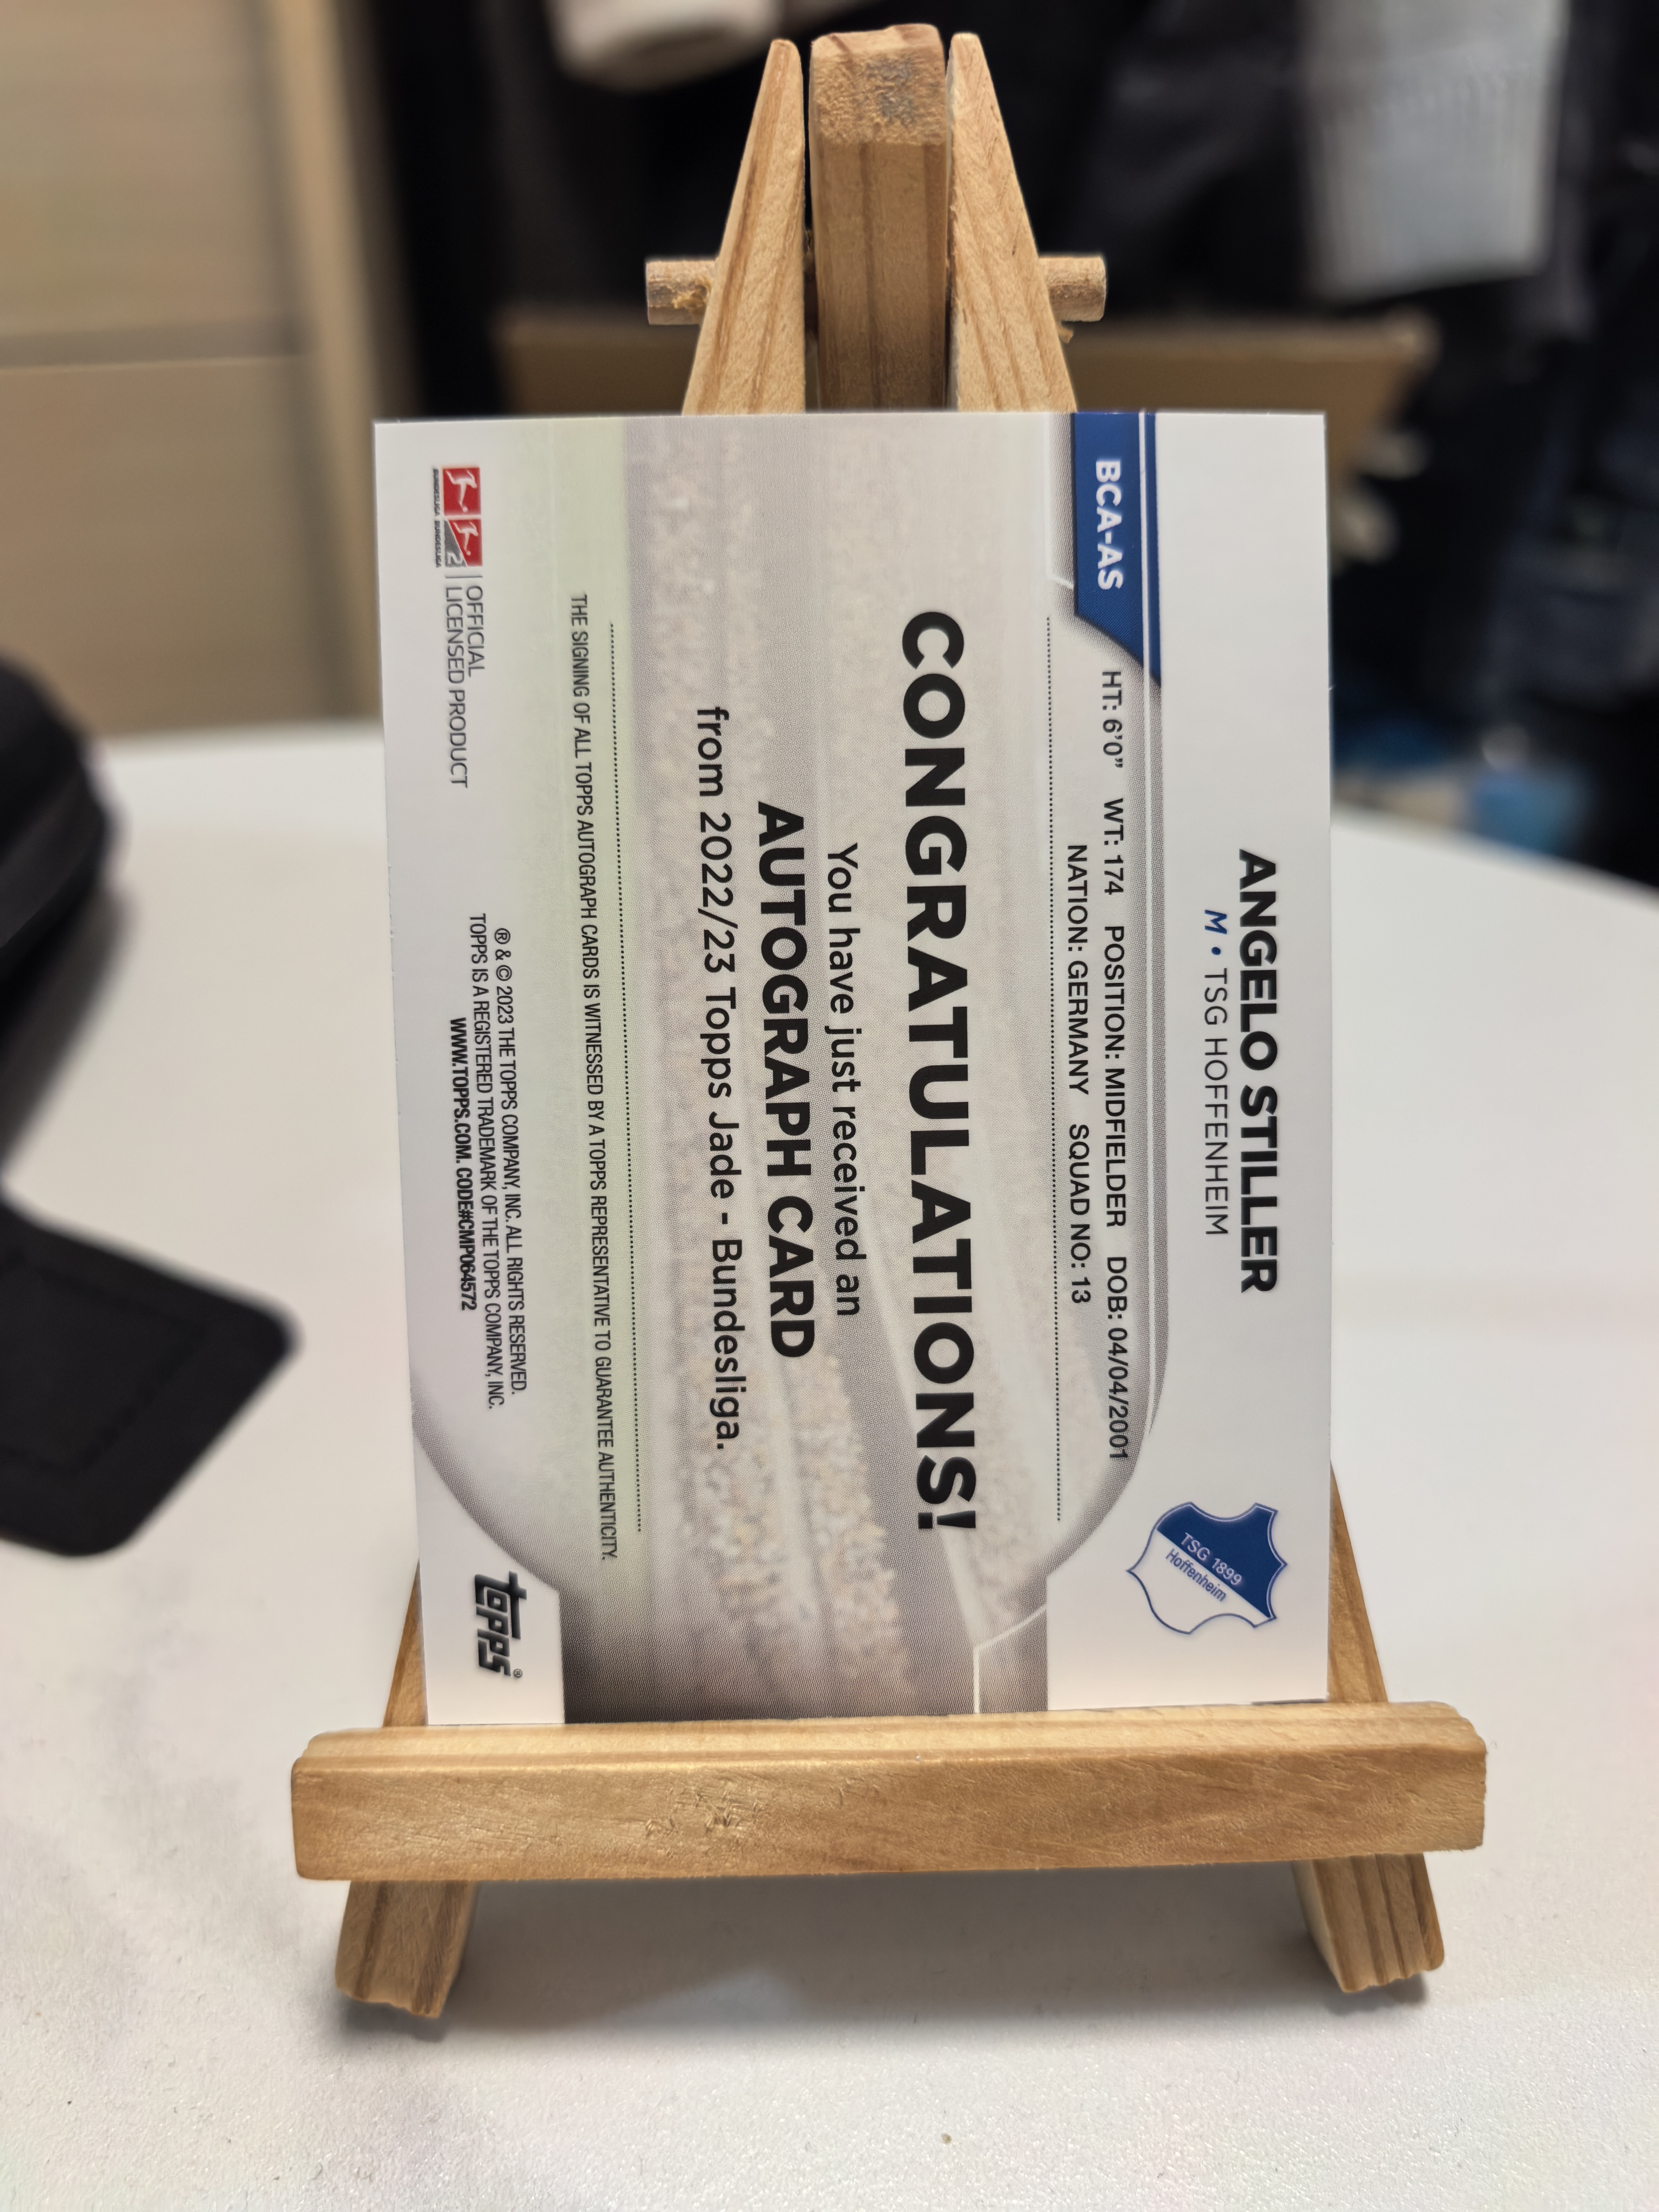 ANGELO STILLER
M • TSG HOFFENHEIM
TSG 1899
Hoffenheim
BCA-AS
HT: 6'0" WT: 174 POSITION: MIDFIELDER DOB: 04/04/2001
NATION: GERMANY SQUAD NO: 13
CONGRATULATIONS!
You have just received an
AUTOGRAPH CARD
from 2022/23 Topps Jade - Bundesliga.
THE SIGNING OF ALL TOPPS AUTOGRAPH CARDS IS WITNESSED BY A TOPPS REPRESENTATIVE TO GUARANTEE AUTHENTICITY.
BUNDESLIGA
2
BUNDESLIGA
OFFICIAL
LICENSED PRODUCT
® & © 2023 THE TOPPS COMPANY, INC. ALL RIGHTS RESERVED.
TOPPS IS A REGISTERED TRADEMARK OF THE TOPPS COMPANY, INC.
WWW.TOPPS.COM. CODE#CMP064572
topps®